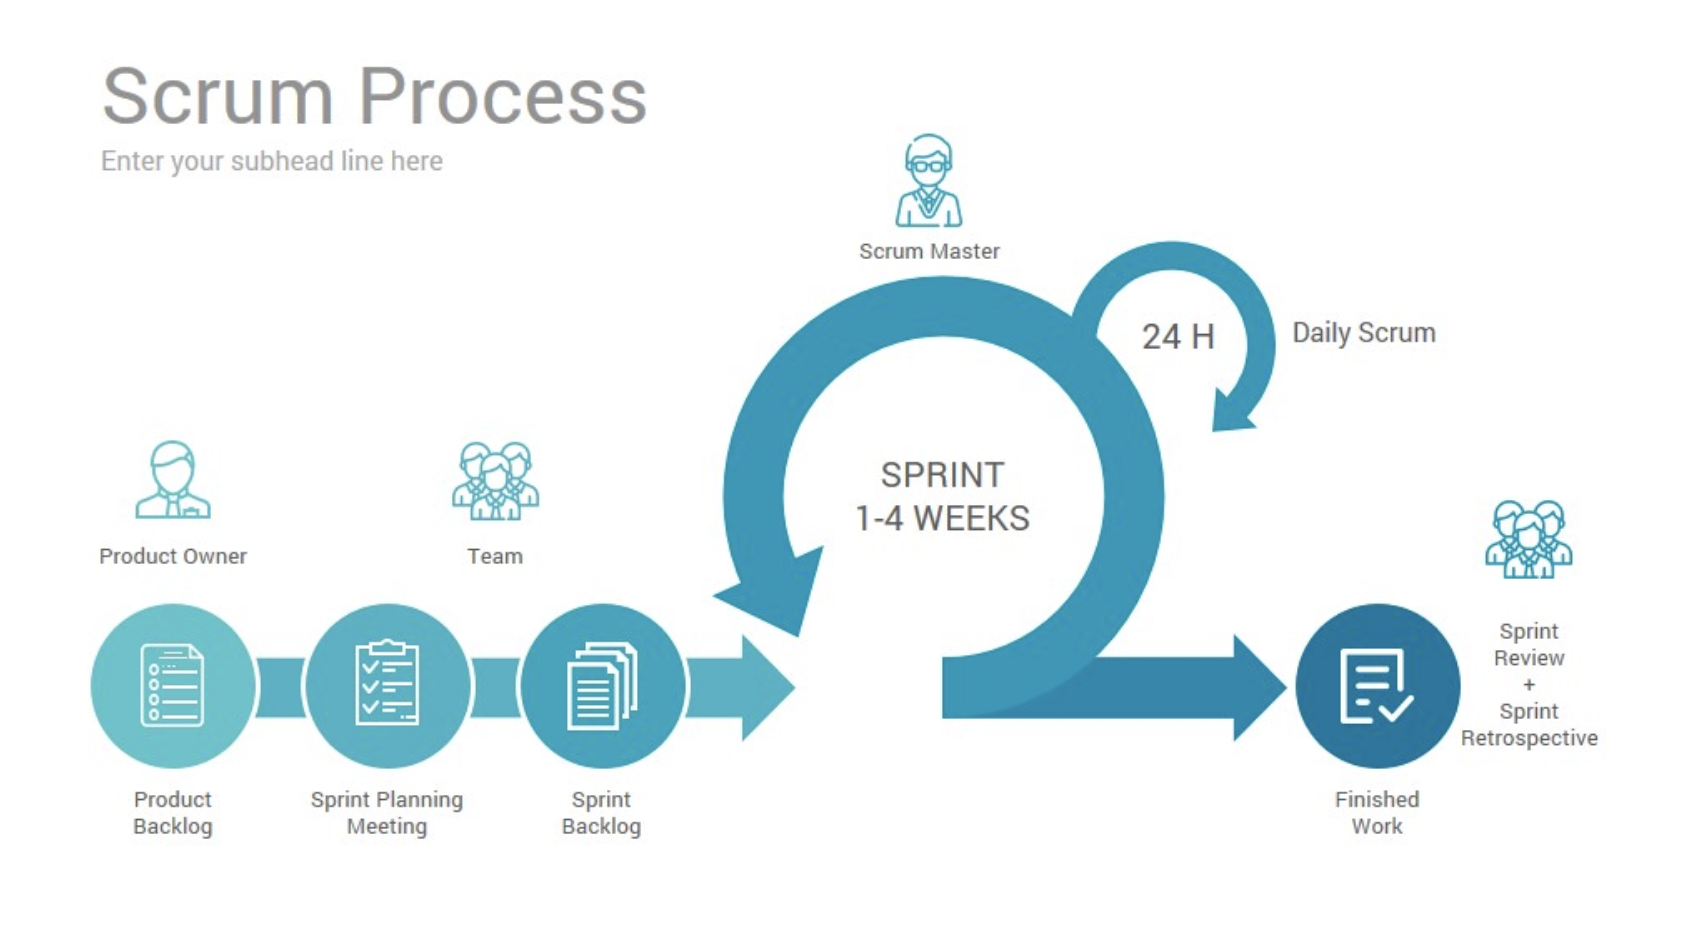 Scrum Process
Enter your subhead line here
Scrum Master
24 H
Daily Scrum
SPRINT
1-4 WEEKS
Product Owner
Team
Sprint
Review
+
Sprint
Retrospective
Product
Backlog
Sprint Planning
Meeting
Sprint
Backlog
Finished
Work